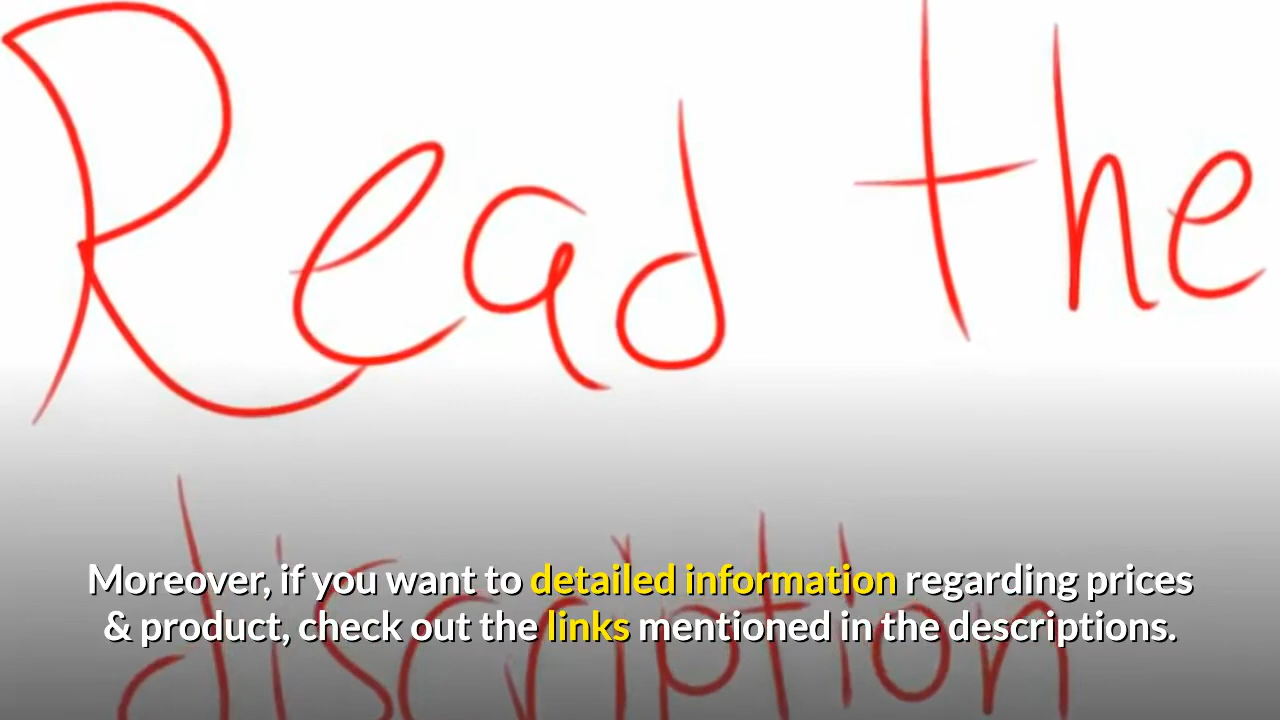 Read the
discription
Moreover, if you want to detailed information regarding prices
& product, check out the links mentioned in the descriptions.